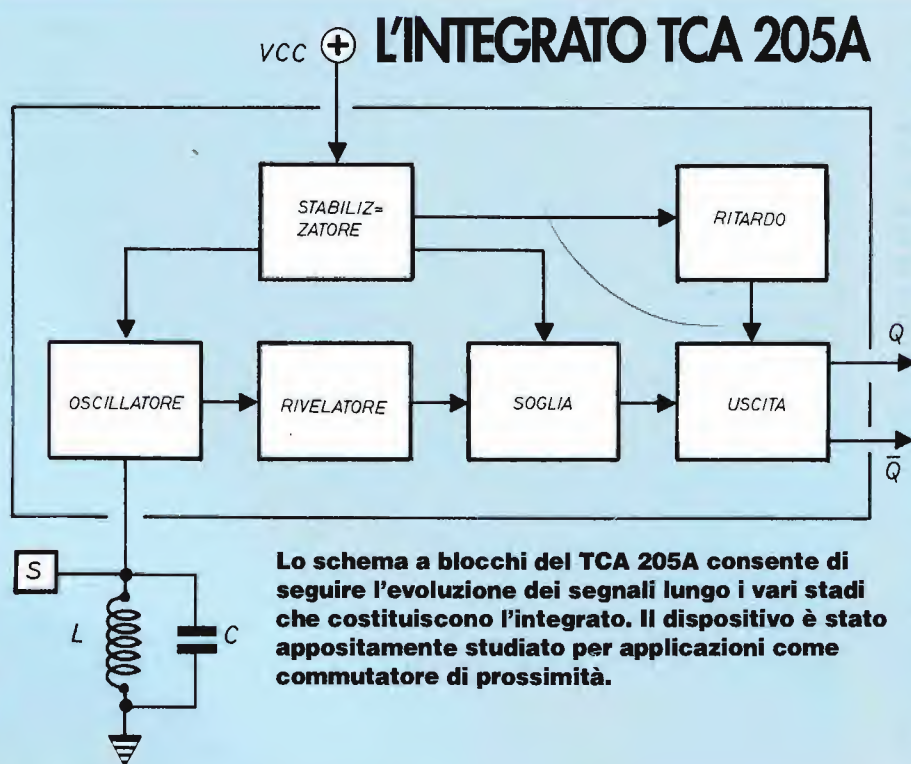 VCC + L'INTEGRATO TCA 205A
STABILIZ=
ZATORE
RITARDO
OSCILLATORE
RIVELATORE
SOGLIA
USCITA
Q
Q̅
S
L
C
Lo schema a blocchi del TCA 205A consente di
seguire l'evoluzione dei segnali lungo i vari stadi
che costituiscono l'integrato. Il dispositivo è stato
appositamente studiato per applicazioni come
commutatore di prossimità.